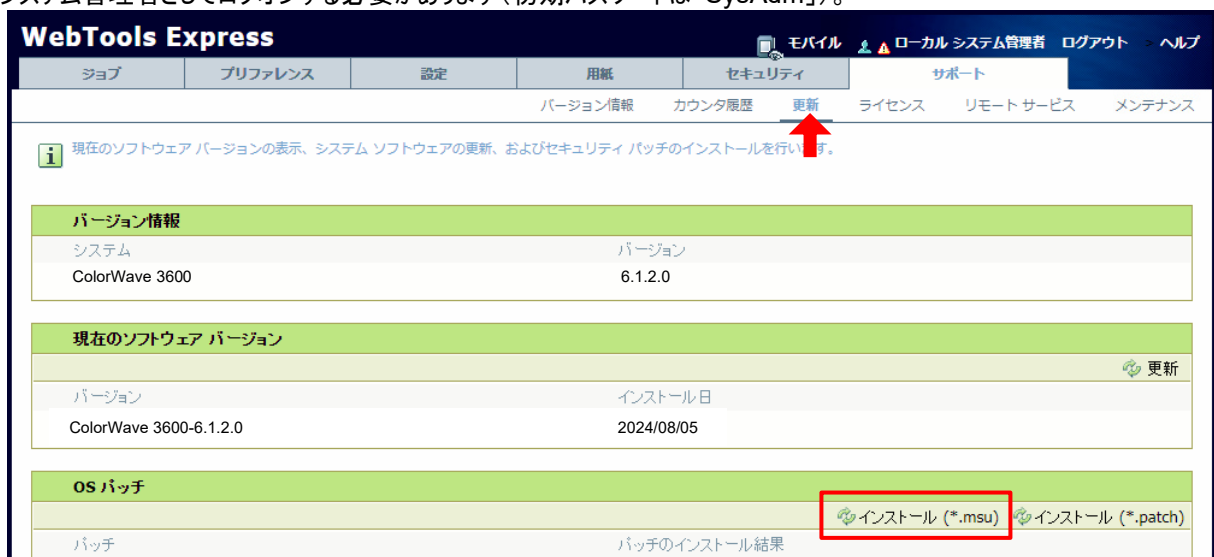 システム管理者としてログオンする必要があります（初期パスワードは「SysAdm」）。
WebTools Express
モバイル ローカル システム管理者 ログアウト ヘルプ
ジョブ プリファレンス 設定 用紙 セキュリティ サポート
バージョン情報 カウンタ履歴 更新 ライセンス リモート サービス メンテナンス
現在のソフトウェア バージョンの表示、システム ソフトウェアの更新、およびセキュリティ パッチのインストールを行います。
バージョン情報
システム バージョン
ColorWave 3600 6.1.2.0
現在のソフトウェア バージョン
更新
バージョン インストール日
ColorWave 3600-6.1.2.0 2024/08/05
OS パッチ
インストール (*.msu) インストール (*.patch)
パッチ パッチのインストール結果